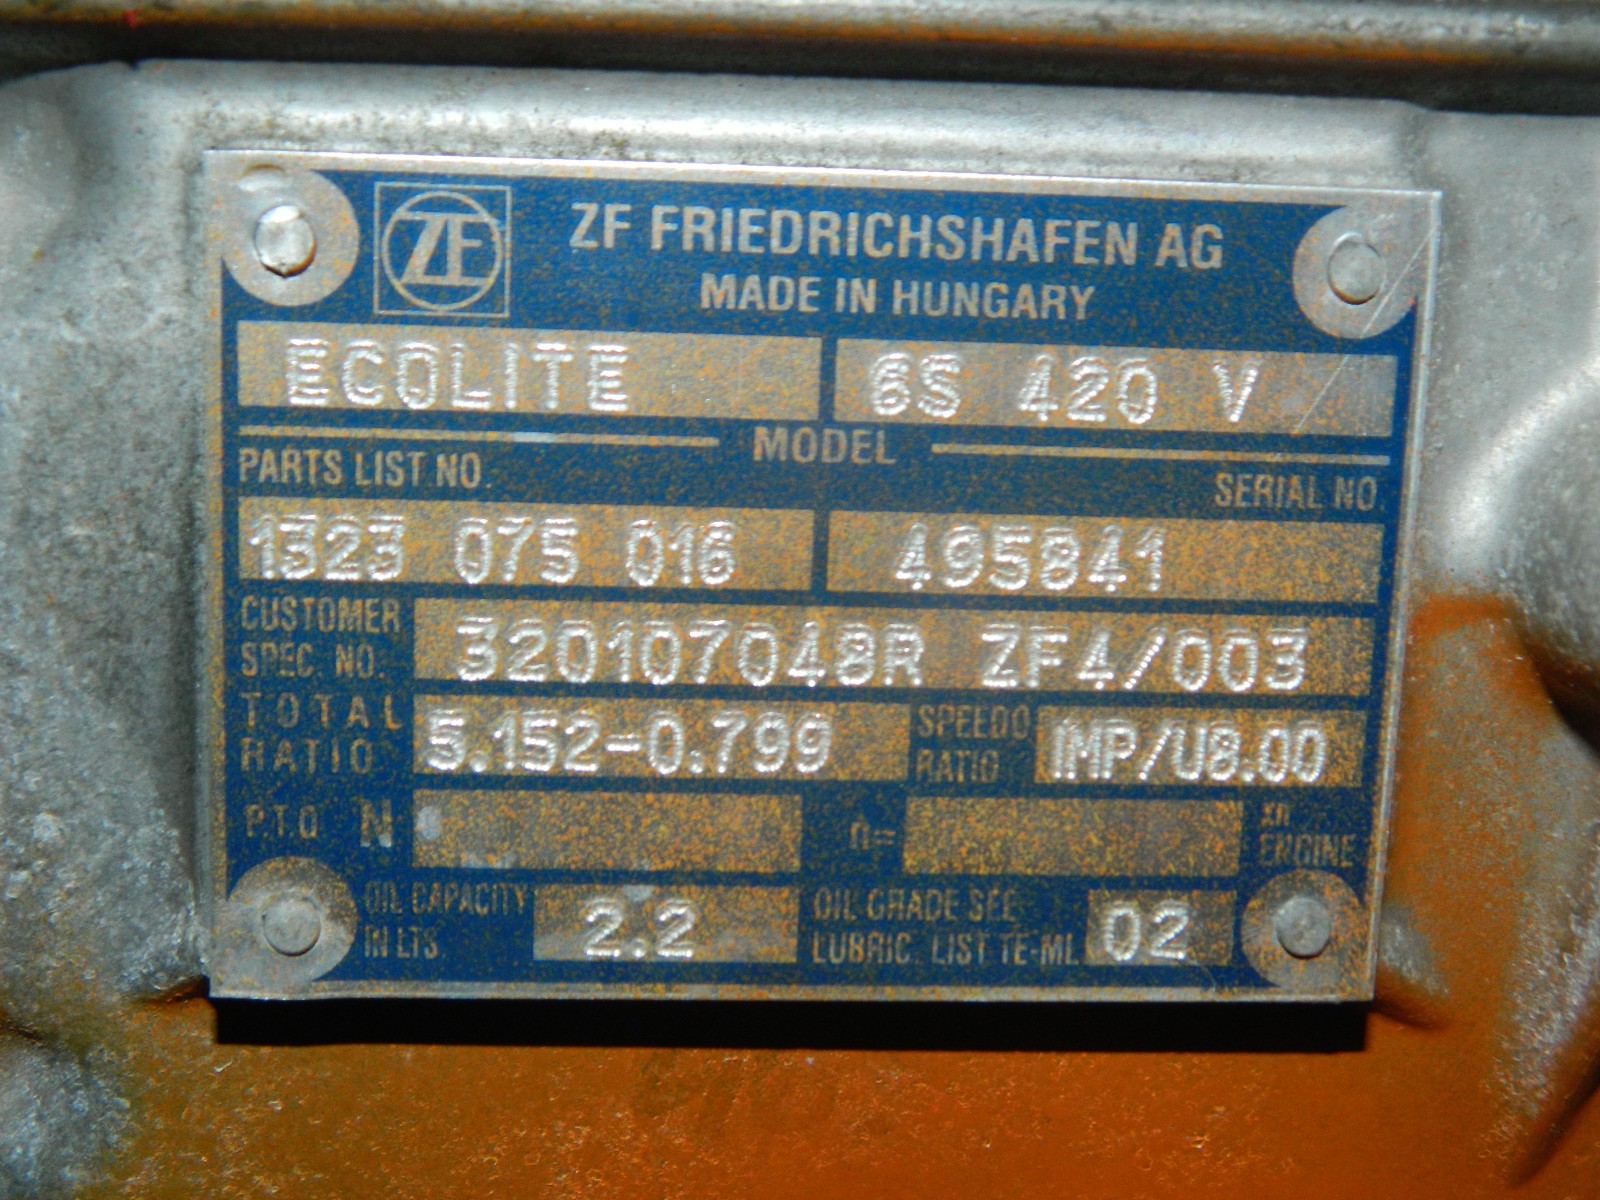 ZF ZF FRIEDRICHSHAFEN AG
MADE IN HUNGARY
ECOLITE 6S 420 V
MODEL
PARTS LIST NO. SERIAL NO.
1323 075 016 495841
CUSTOMER SPEC. NO. 320107048R ZF4/003
TOTAL RATIO 5.152-0.799 SPEEDO RATIO IMP/U8.00
P.T.O N n= xn ENGINE
OIL CAPACITY IN LTS 2.2 OIL GRADE SEE LUBRIC. LIST TE-ML 02